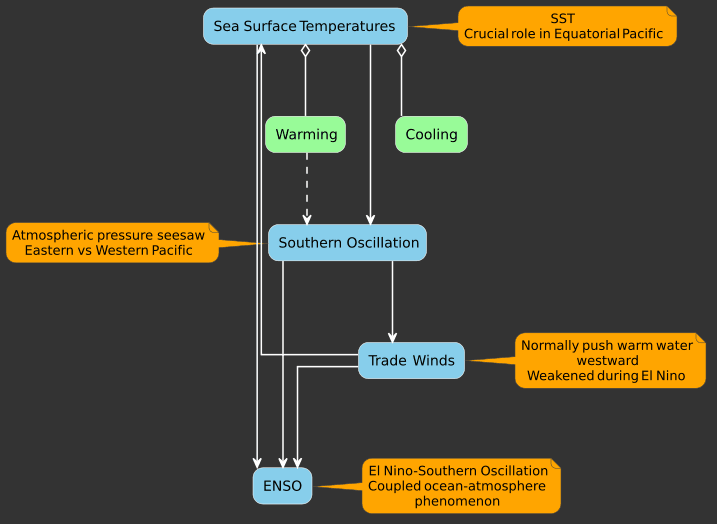 Sea Surface Temperatures
SST
Crucial role in Equatorial Pacific
Warming
Cooling
Atmospheric pressure seesaw
Eastern vs Western Pacific
Southern Oscillation
Trade Winds
Normally push warm water
westward
Weakened during El Nino
ENSO
El Nino-Southern Oscillation
Coupled ocean-atmosphere
phenomenon